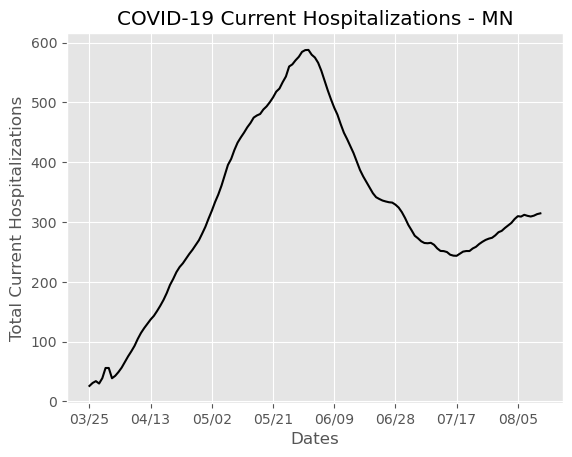 COVID-19 Current Hospitalizations - MN
Total Current Hospitalizations
600
500
400
300
200
100
0
03/25 04/13 05/02 05/21 06/09 06/28 07/17 08/05
Dates